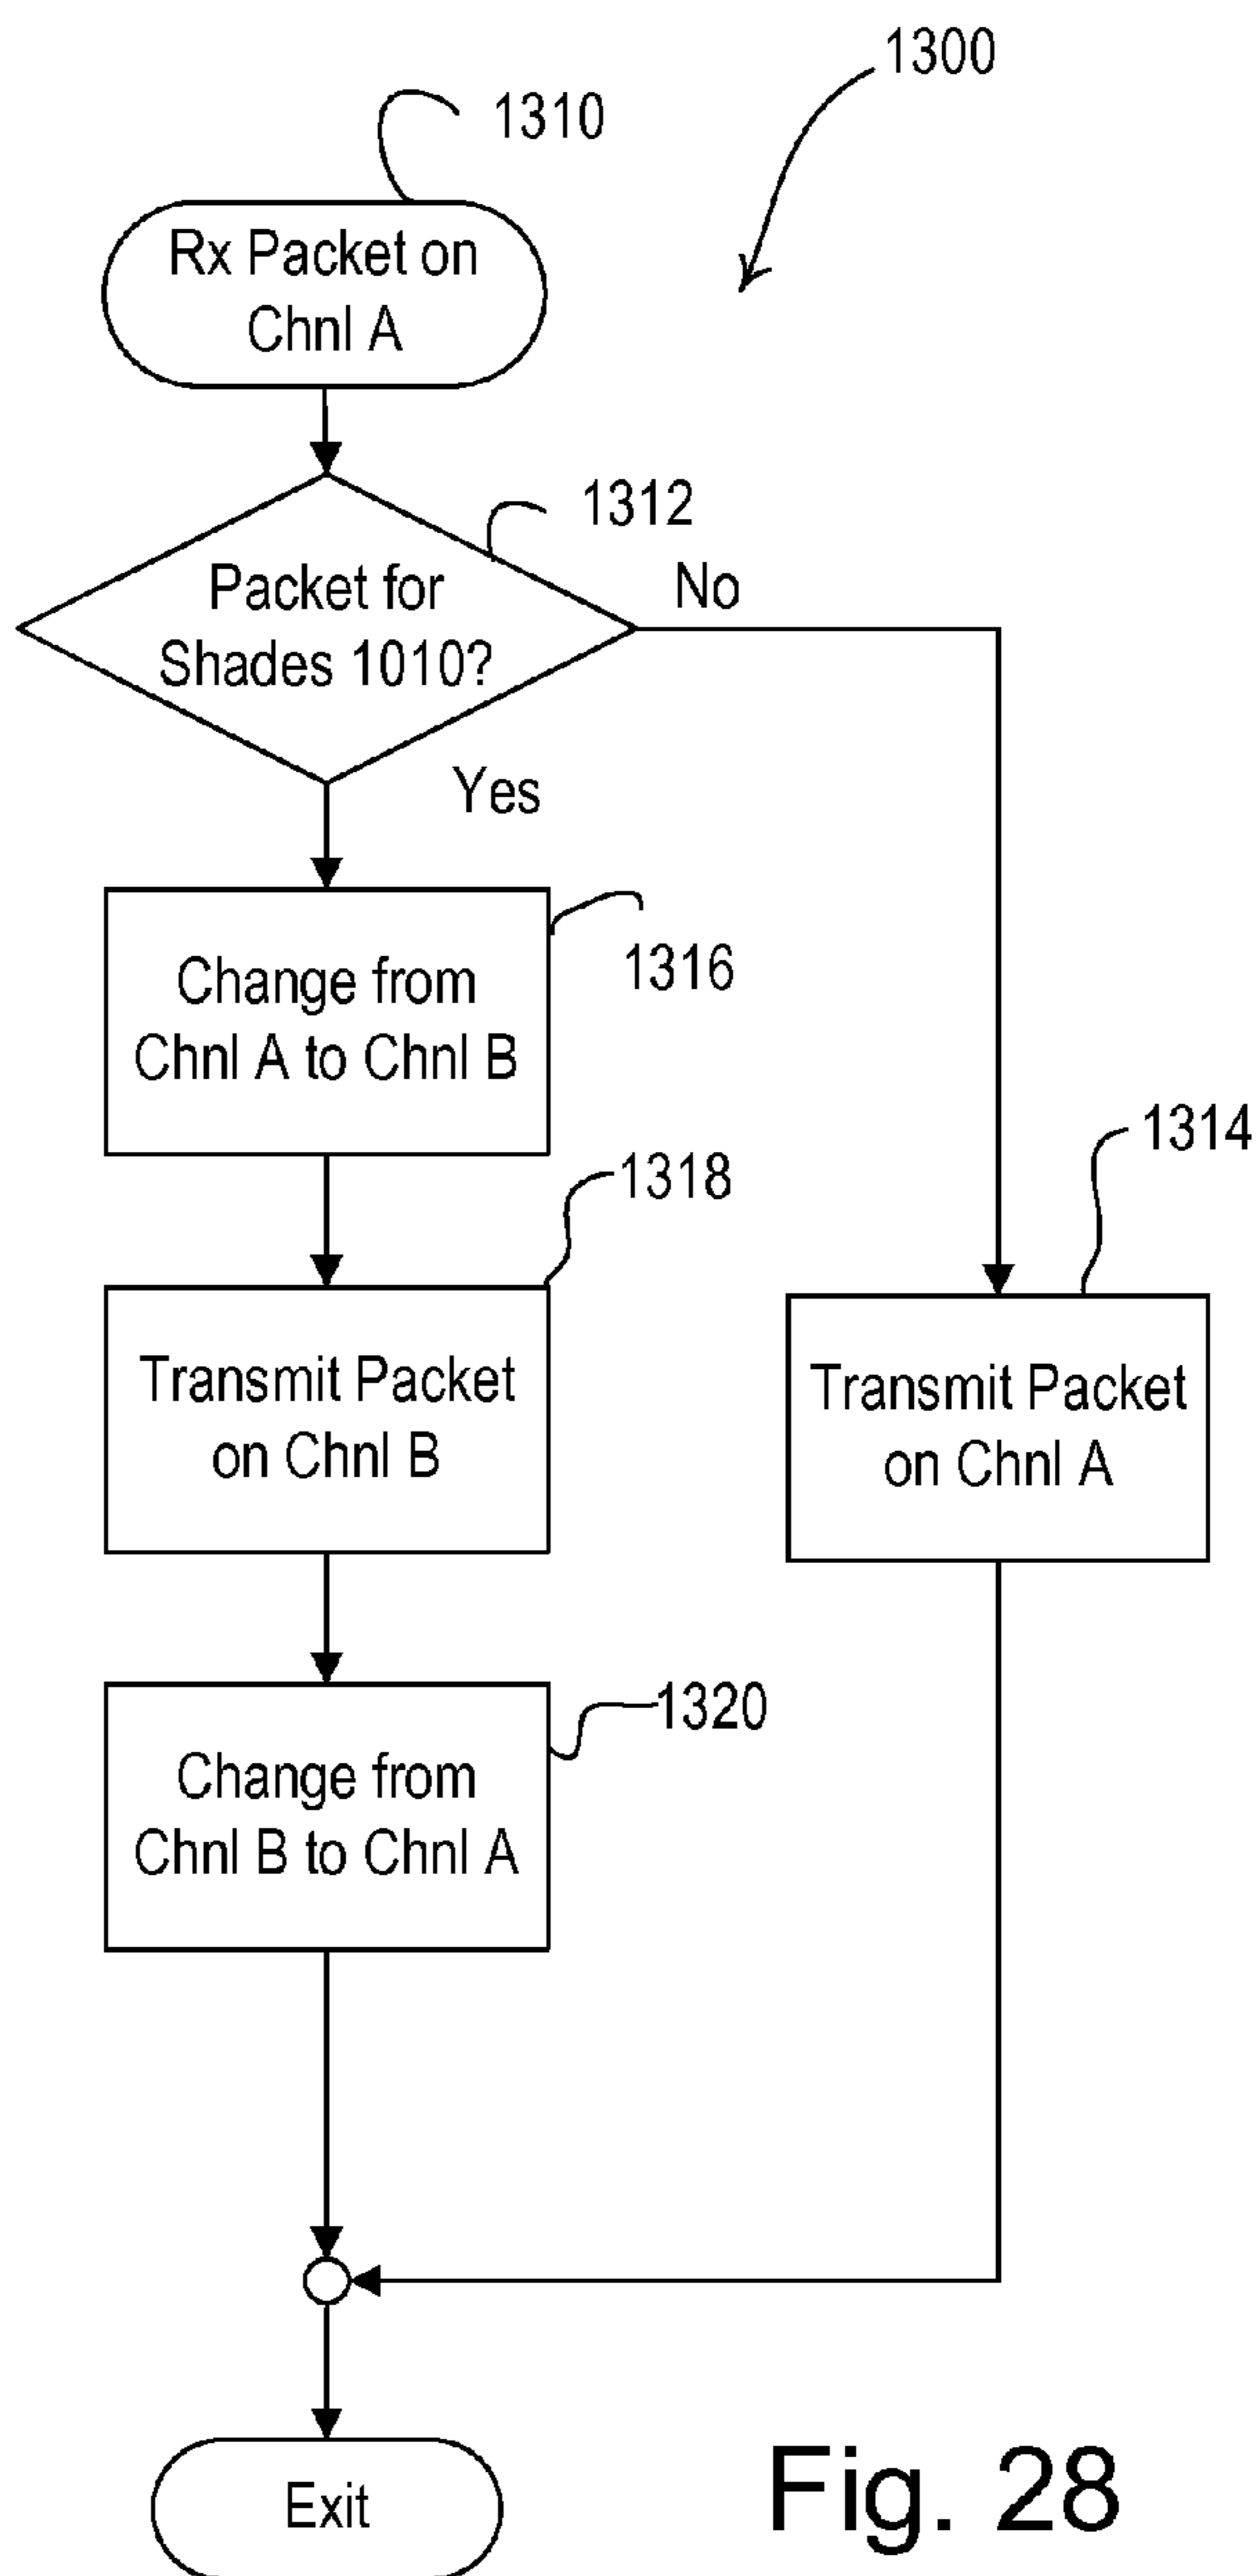 1300
1310
Rx Packet on
Chnl A
1312
Packet for
Shades 1010?
No
Yes
1316
Change from
Chnl A to Chnl B
1314
1318
Transmit Packet
on Chnl B
Transmit Packet
on Chnl A
1320
Change from
Chnl B to Chnl A
Exit
Fig. 28